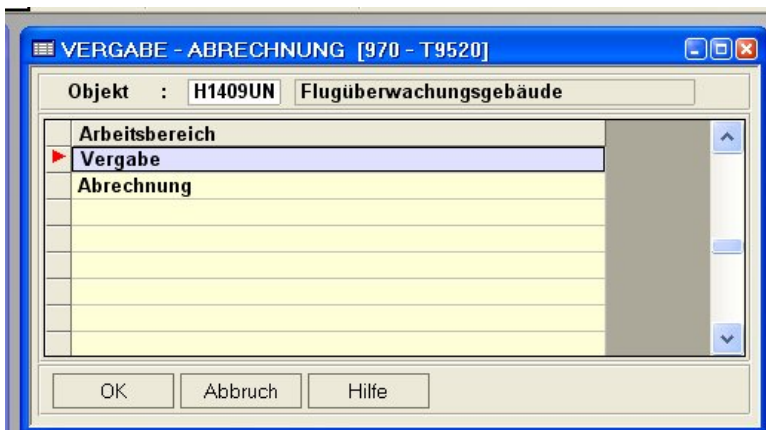 VERGABE - ABRECHNUNG [970 - T9520]
Objekt : H1409UN Flugüberwachungsgebäude
Arbeitsbereich
Vergabe
Abrechnung
OK Abbruch Hilfe